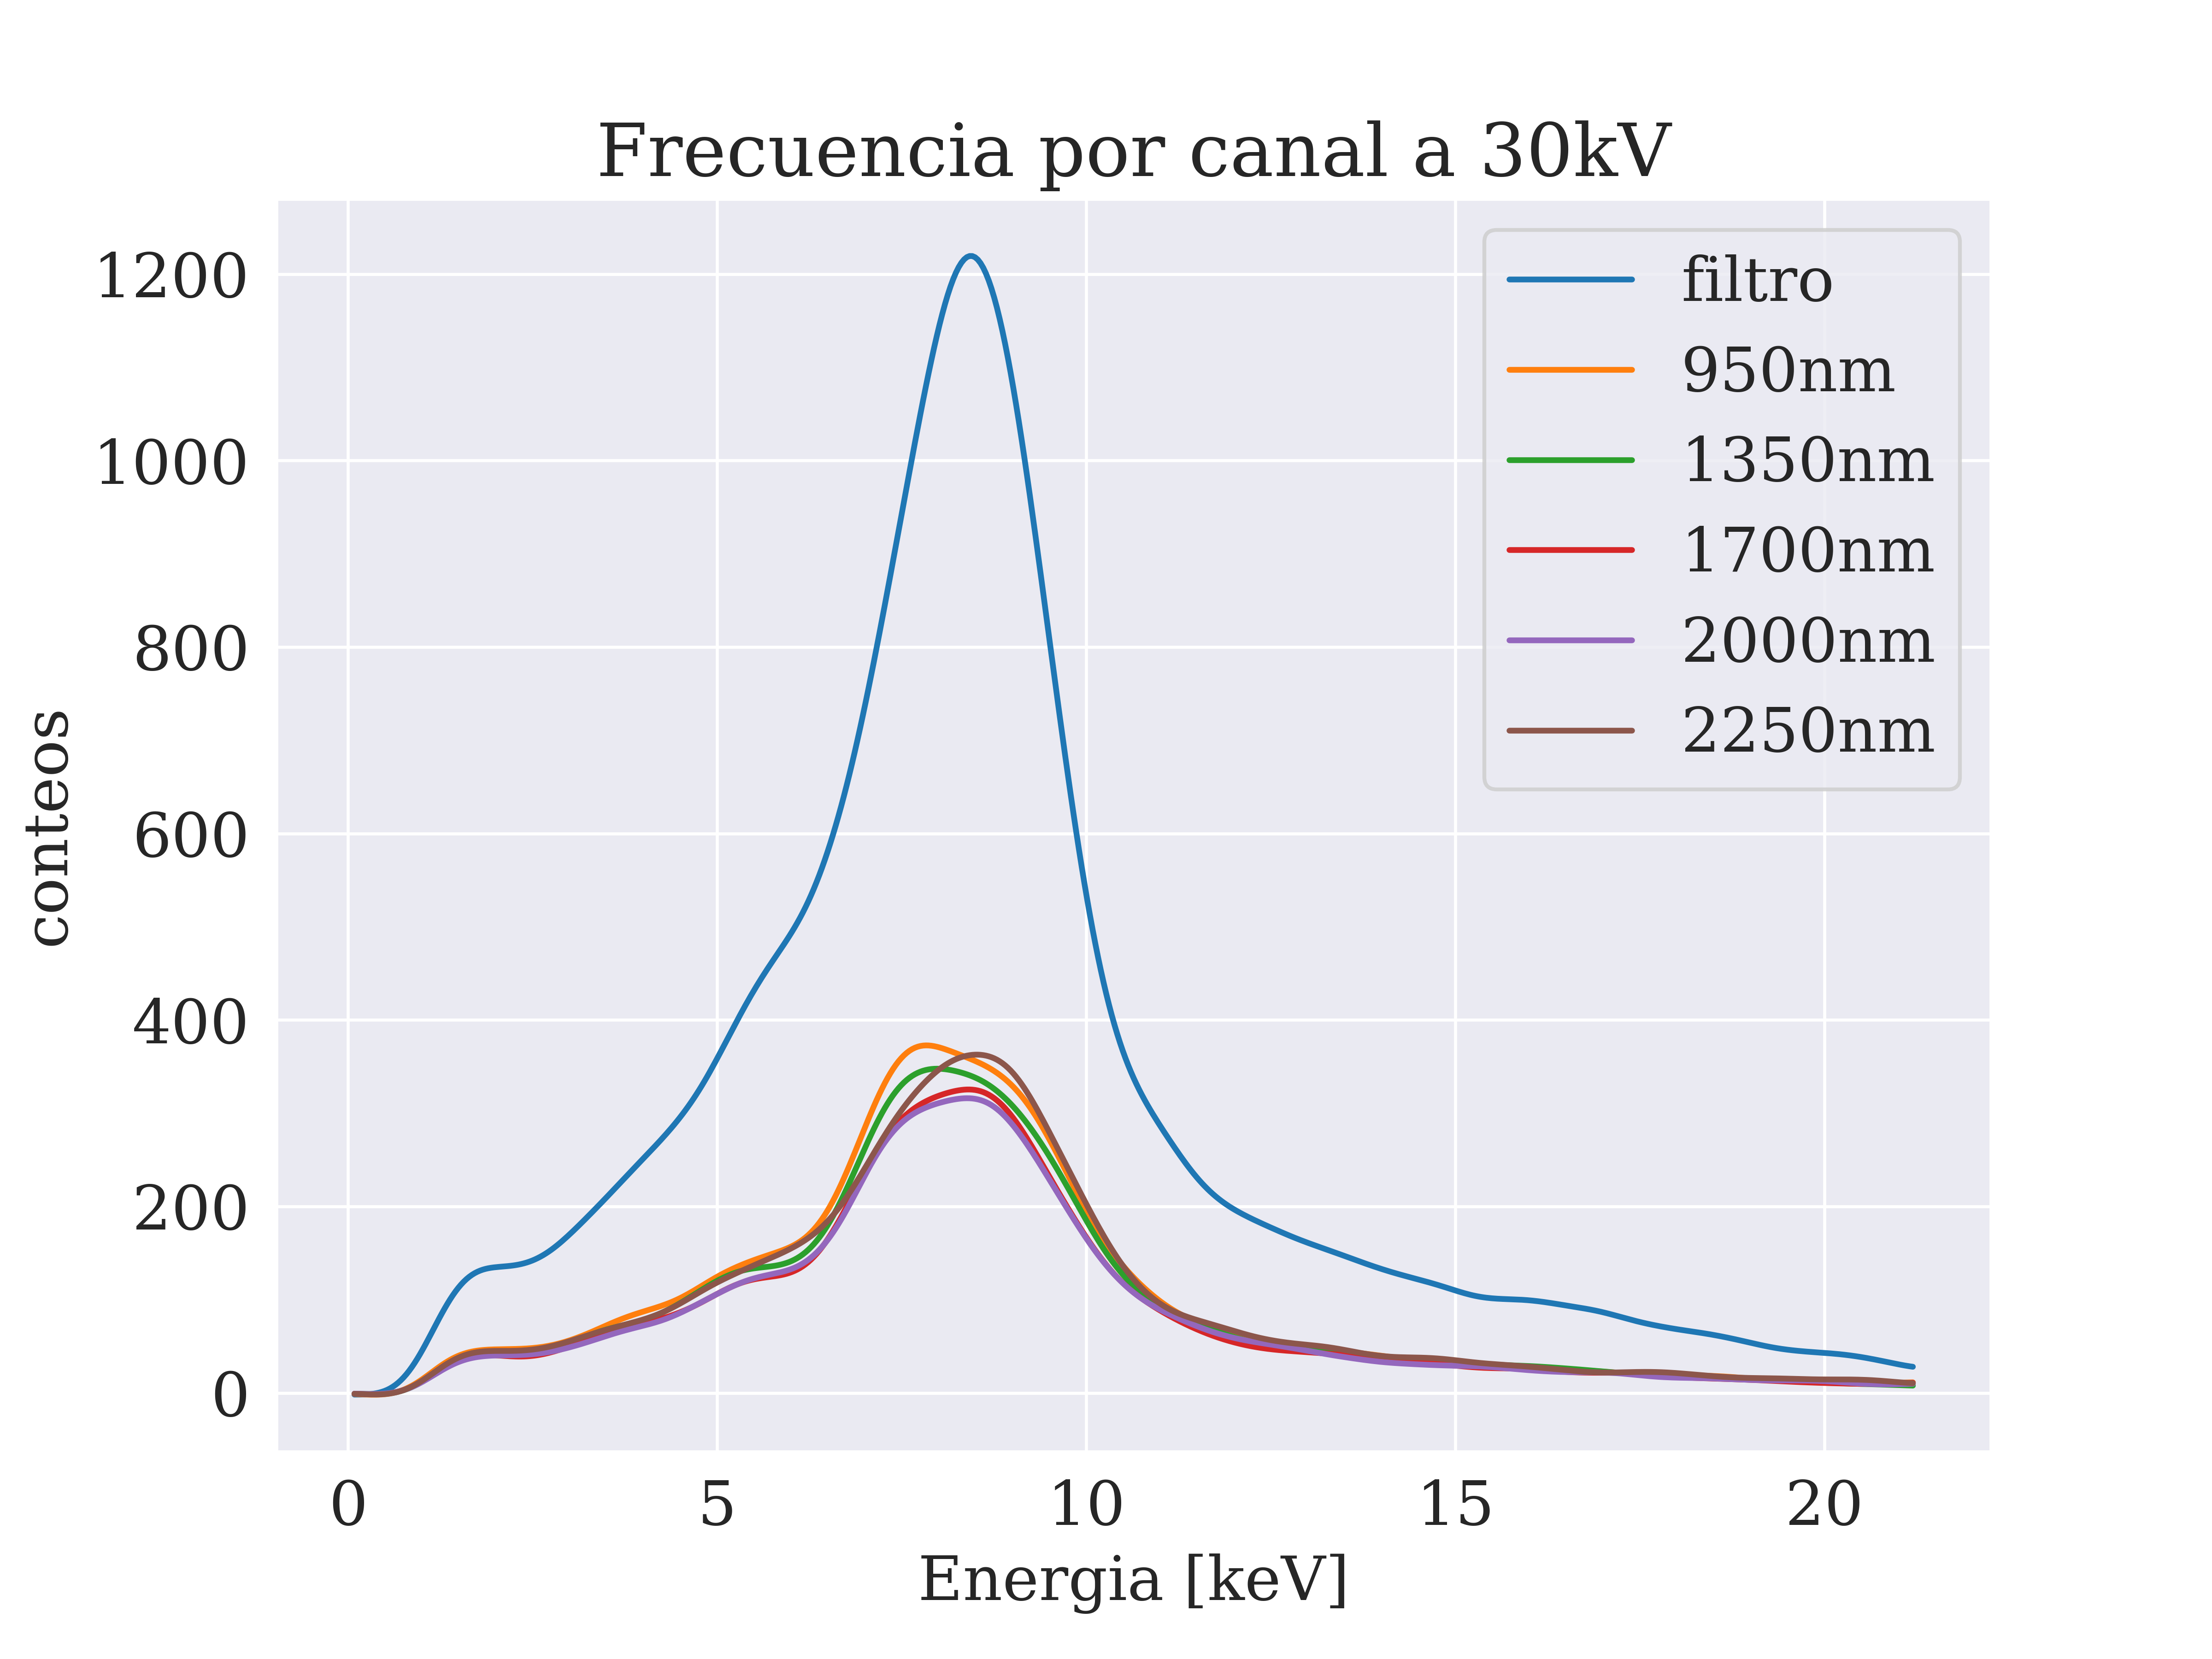 Frecuencia por canal a 30kV
1200
1000
800
600
400
200
0
conteos
filtro
950nm
1350nm
1700nm
2000nm
2250nm
0 5 10 15 20
Energia [keV]